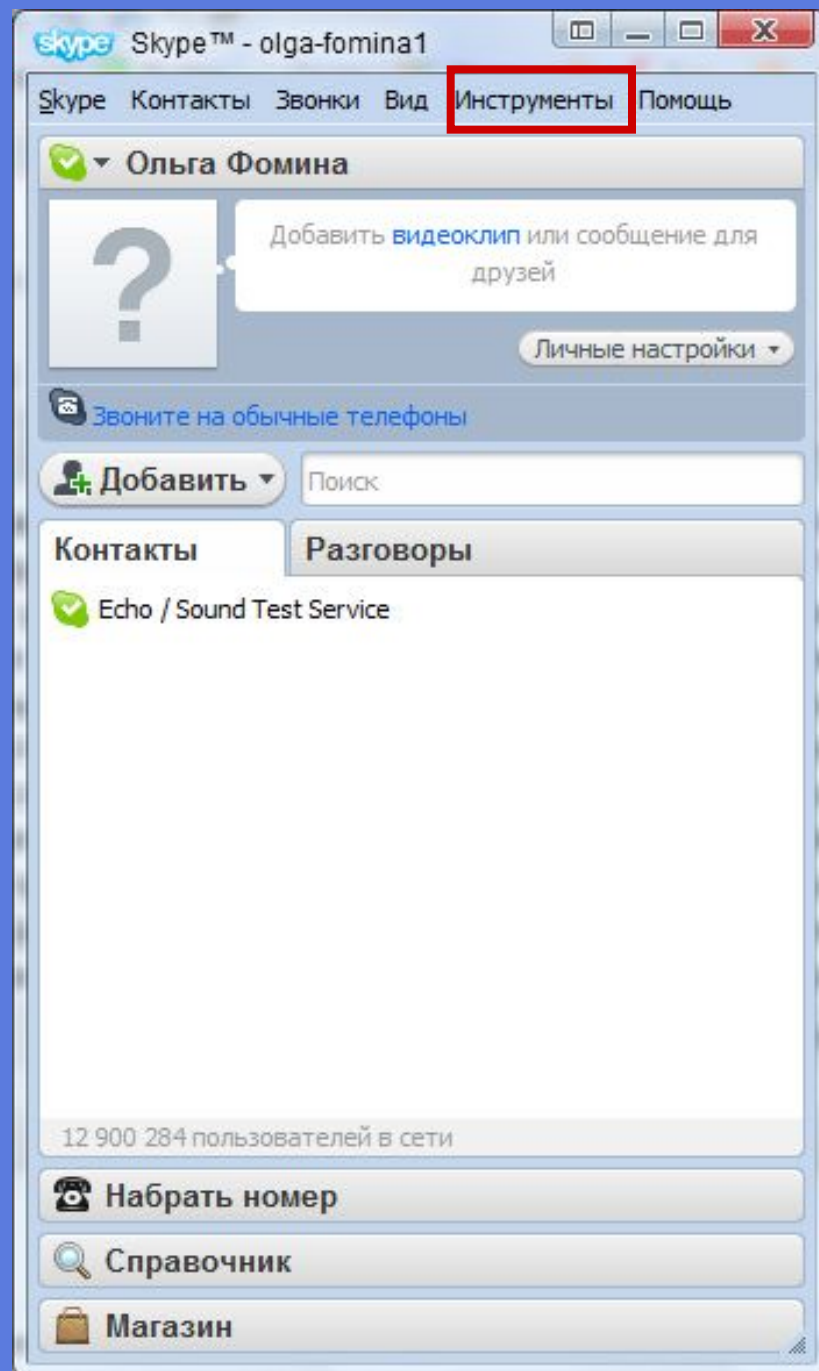 skype Skype™ - olga-fomina1
Skype Контакты Звонки Вид Инструменты Помощь
Ольга Фомина
?
Добавить видеоклип или сообщение для
друзей
Личные настройки
Звоните на обычные телефоны
Добавить Поиск
Контакты Разговоры
Echo / Sound Test Service
12 900 284 пользователей в сети
Набрать номер
Справочник
Магазин